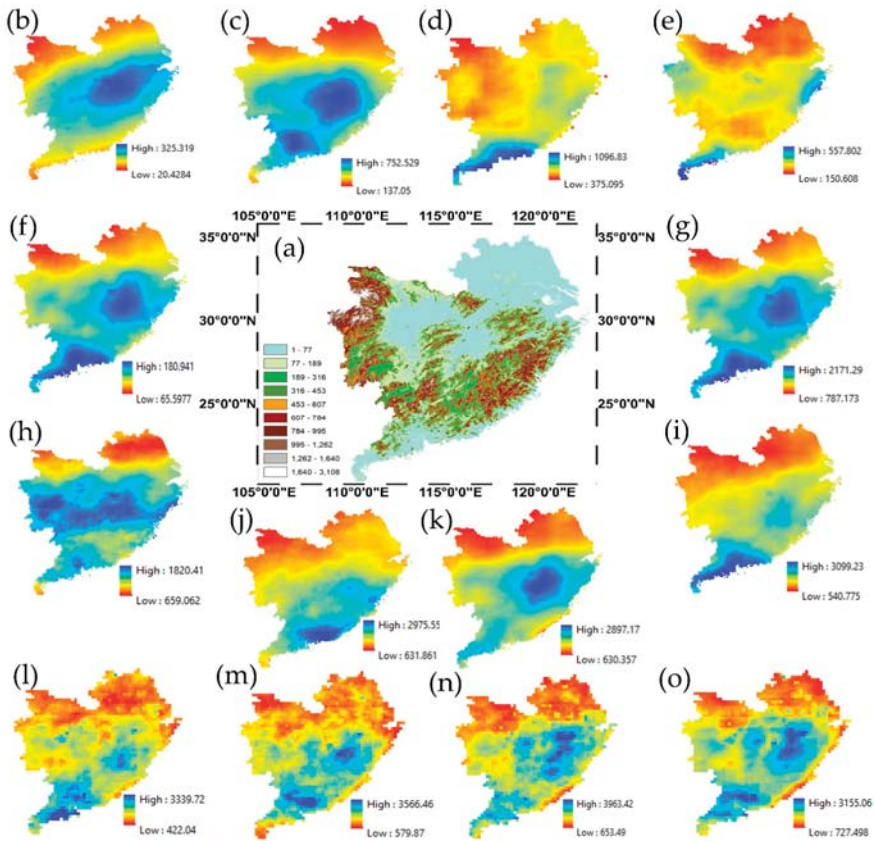 (b)
(c)
(d)
(e)
High : 325.319
Low : 20.4284
High : 752.529
Low : 137.05
High : 1096.83
Low : 375.095
High : 557.802
Low : 150.608
105°0'0"E 110°0'0"E 115°0'0"E 120°0'0"E
(f)
35°0'0"N
(a)
35°0'0"N
(g)
30°0'0"N
30°0'0"N
1 - 77
77 - 189
189 - 316
316 - 453
453 - 607
607 - 784
784 - 995
995 - 1,262
1,262 - 1,640
1,640 - 3,108
25°0'0"N
25°0'0"N
High : 180.941
Low : 65.5977
High : 2171.29
Low : 787.173
105°0'0"E 110°0'0"E 115°0'0"E 120°0'0"E
(h)
(i)
(j)
(k)
High : 1820.41
Low : 659.062
High : 2975.55
Low : 631.861
High : 2897.17
Low : 630.357
High : 3099.23
Low : 540.775
(l)
(m)
(n)
(o)
High : 3339.72
Low : 422.04
High : 3566.46
Low : 579.87
High : 3963.42
Low : 653.49
High : 3155.06
Low : 727.498